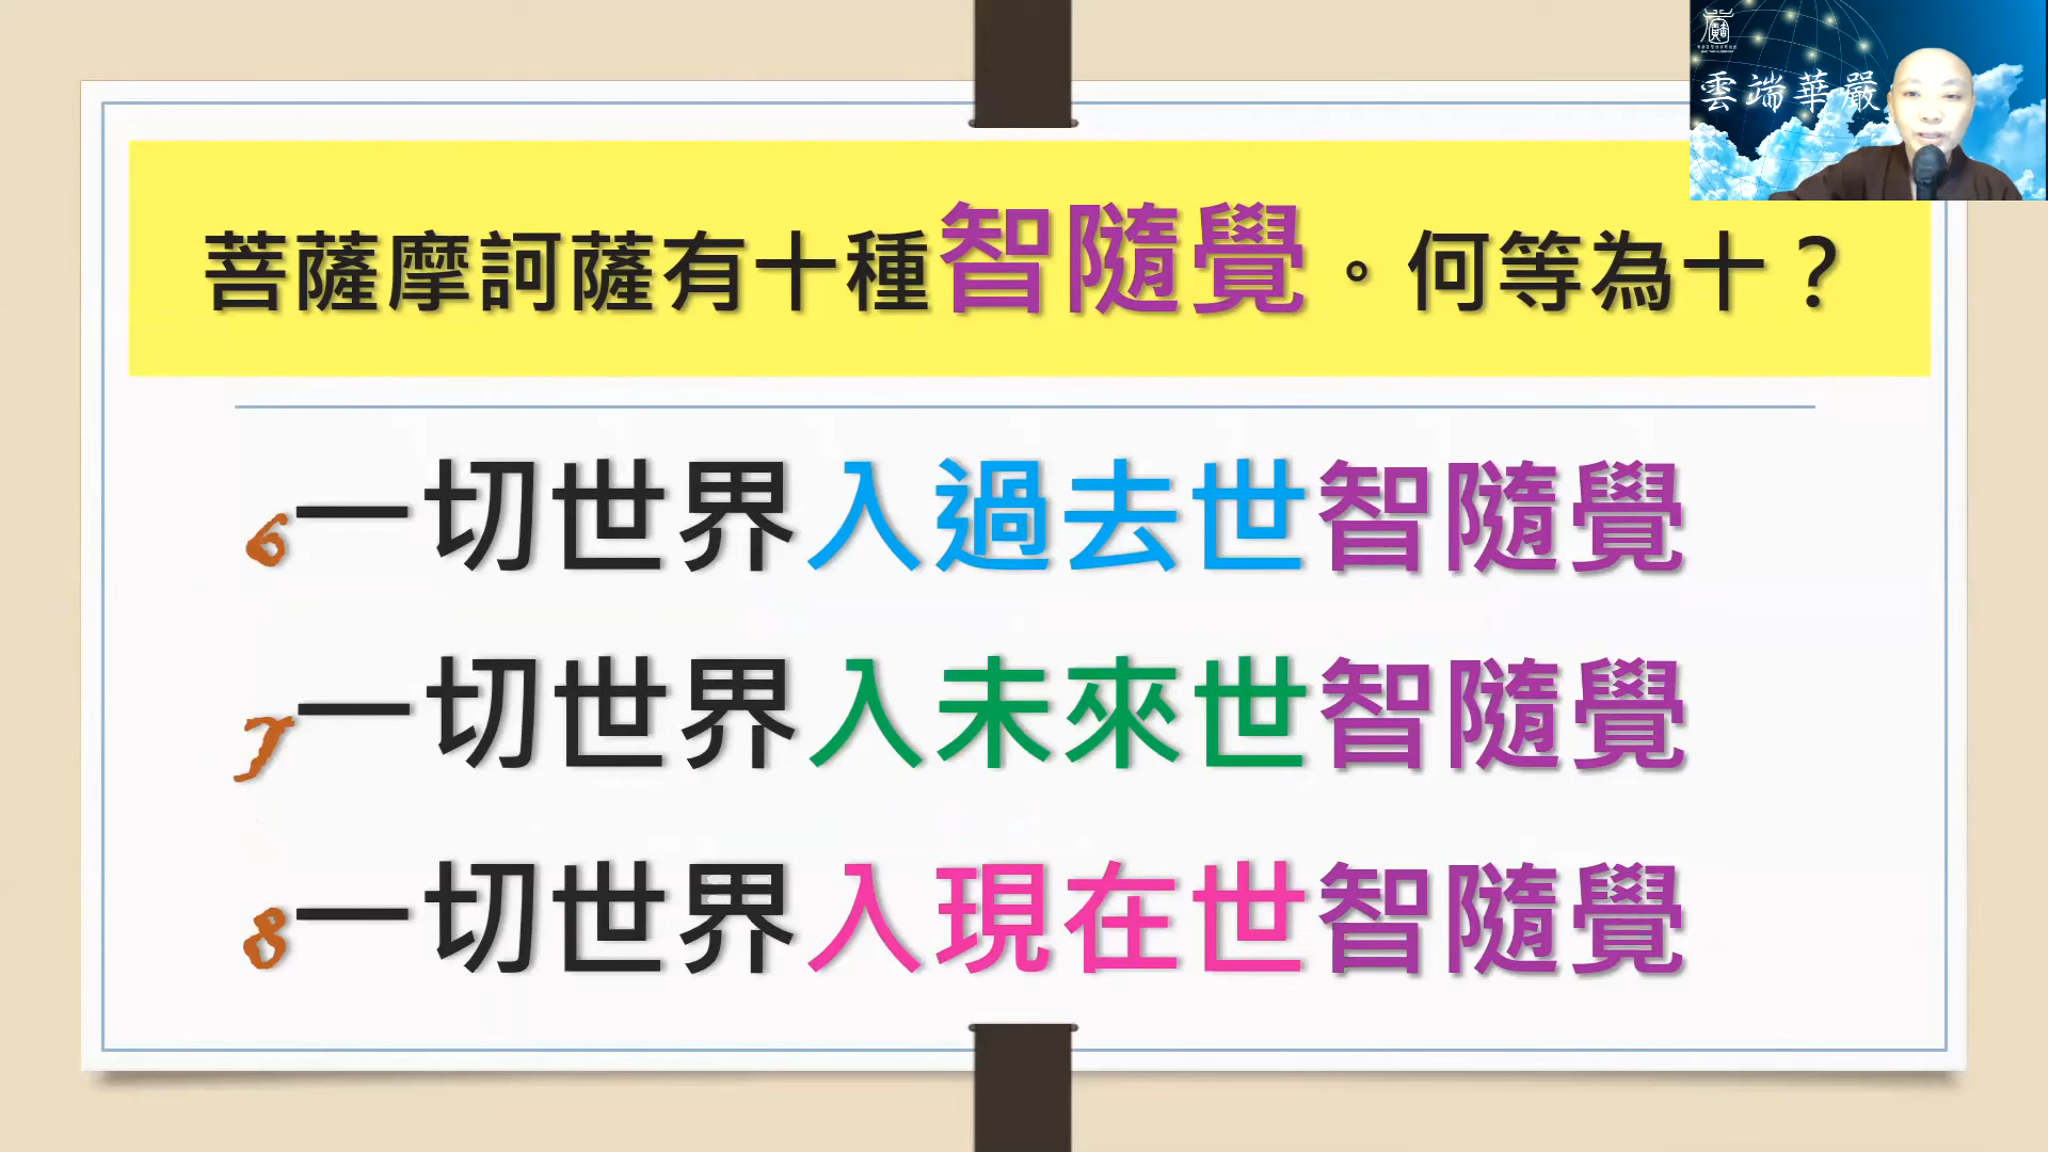 雲端華嚴
菩薩摩訶薩有十種智隨覺。何等為十？
6一切世界入過去世智隨覺
7一切世界入未來世智隨覺
8一切世界入現在世智隨覺